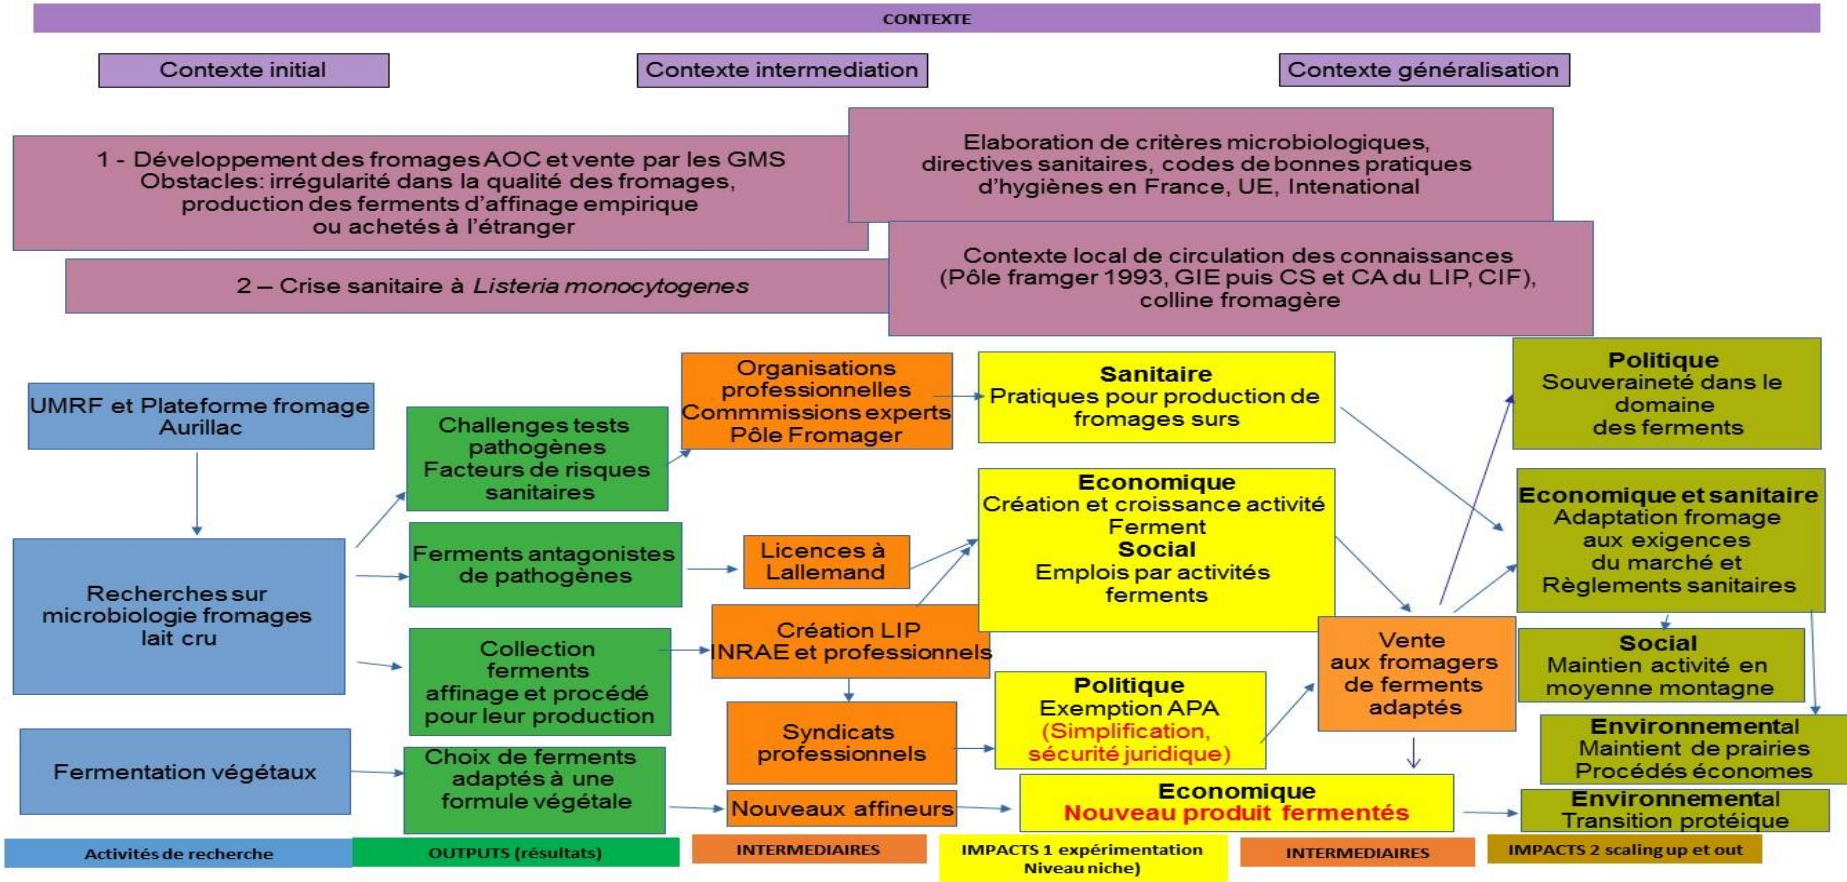 CONTEXTE
Contexte initial
Contexte intermediation
Contexte généralisation
1 - Développement des fromages AOC et vente par les GMS
Obstacles: irrégularité dans la qualité des fromages,
production des ferments d'affinage empirique
ou achetés à l'étranger
Elaboration de critères microbiologiques,
directives sanitaires, codes de bonnes pratiques
d'hygiènes en France, UE, Intenational
2 – Crise sanitaire à Listeria monocytogenes
Contexte local de circulation des connaissances
(Pôle framger 1993, GIE puis CS et CA du LIP, CIF),
colline fromagère
UMRF et Plateforme fromage
Aurillac
Recherches sur
microbiologie fromages
lait cru
Fermentation végétaux
Challenges tests
pathogènes
Facteurs de risques
sanitaires
Ferments antagonistes
de pathogènes
Collection
ferments
affinage et procédé
pour leur production
Choix de ferments
adaptés à une
formule végétale
Organisations
professionnelles
Commmissions experts
Pôle Fromager
Licences à
Lallemand
Création LIP
INRAE et professionnels
Syndicats
professionnels
Nouveaux affineurs
Sanitaire
Pratiques pour production de
fromages surs
Economique
Création et croissance activité
Ferment
Social
Emplois par activités
ferments
Politique
Exemption APA
(Simplification,
sécurité juridique)
Economique
Nouveau produit fermentés
Vente
aux fromagers
de ferments
adaptés
Politique
Souveraineté dans le
domaine
des ferments
Economique et sanitaire
Adaptation fromage
aux exigences
du marché et
Règlements sanitaires
Social
Maintien activité en
moyenne montagne
Environnemental
Maintient de prairies
Procédés économes
Environnemental
Transition protéique
Activités de recherche
OUTPUTS (résultats)
INTERMEDIAIRES
IMPACTS 1 expérimentation
Niveau niche)
INTERMEDIAIRES
IMPACTS 2 scaling up et out